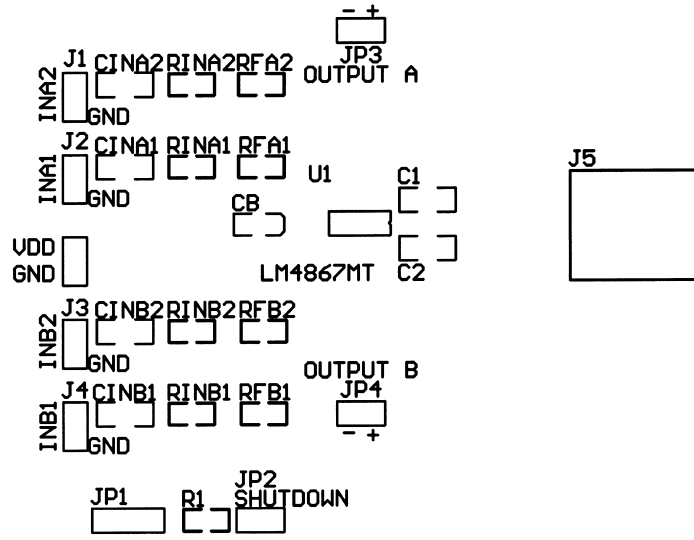 - +
JP3
OUTPUT A
J1 CINA2 RINA2 RFA2
INA2
GND
J2 CINA1 RINA1 RFA1
INA1
GND
U1
C1
J5
CB
VDD
GND
LM4867MT C2
J3 CINB2 RINB2 RFB2
INB2
GND
OUTPUT B
JP4
- +
J4 CINB1 RINB1 RFB1
INB1
GND
JP1
R1
JP2
SHUTDOWN